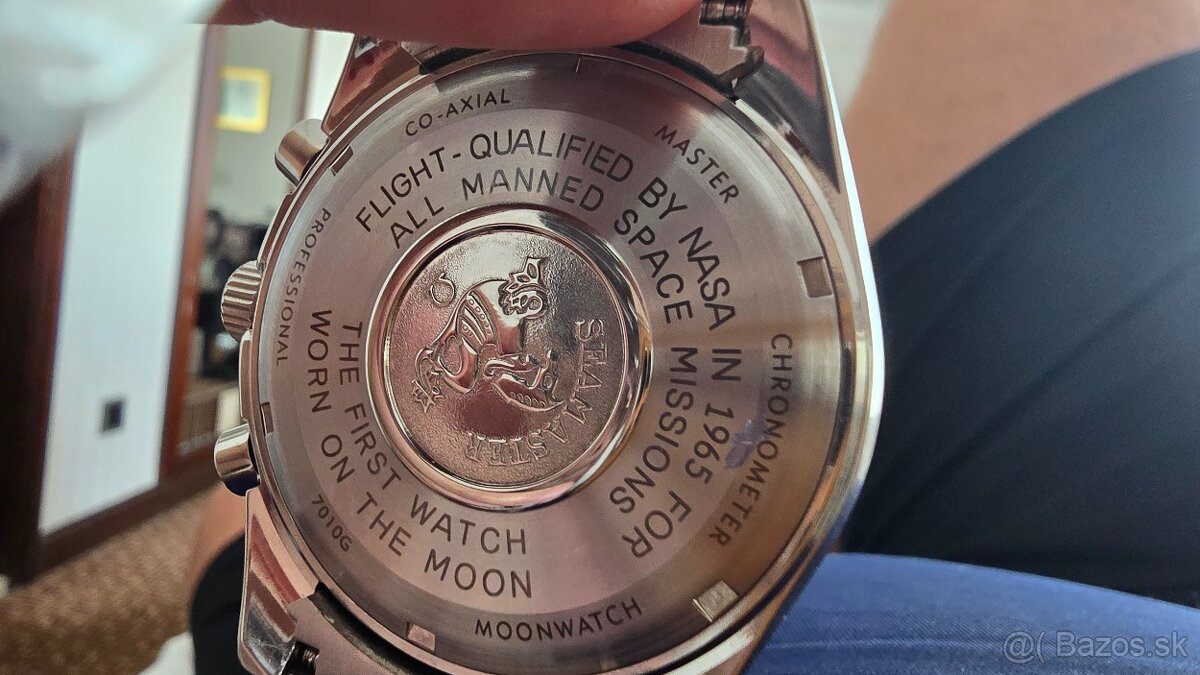 CO-AXIAL
MASTER
CHRONOMETER
MOONWATCH
7010G
PROFESSIONAL
FLIGHT-QUALIFIED BY NASA IN 1965 FOR
ALL MANNED SPACE MISSIONS
THE FIRST WATCH
WORN ON THE MOON
SEAMASTER
@( Bazos.sk